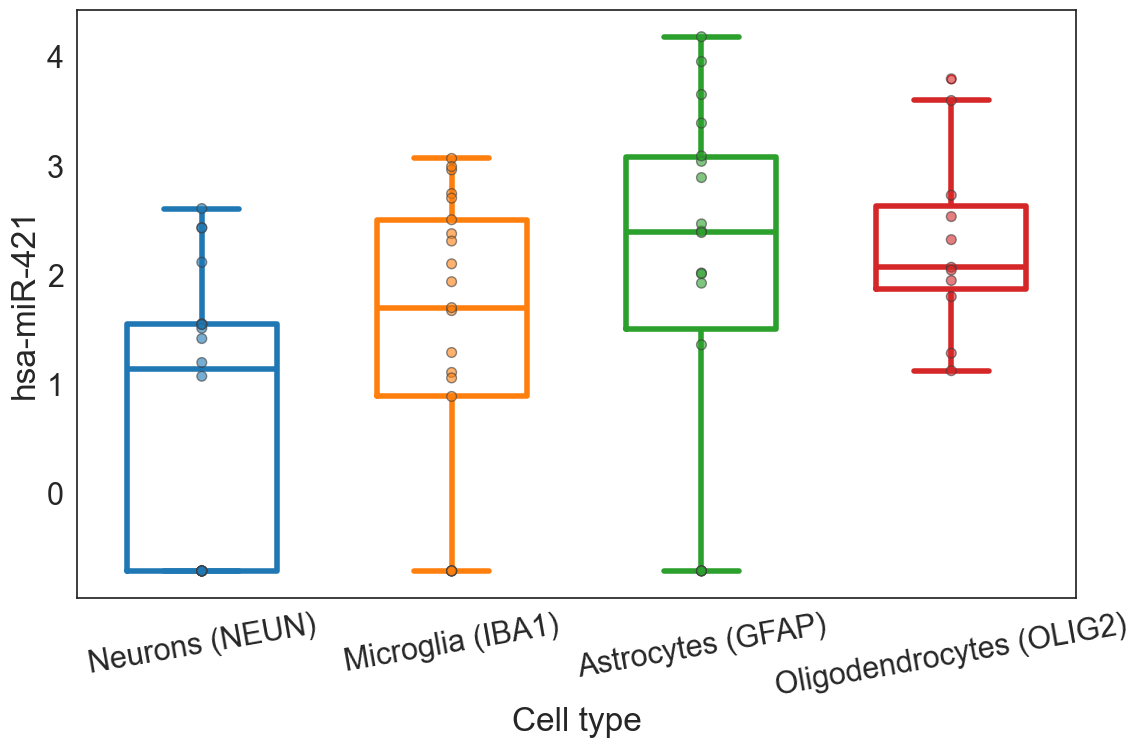 hsa-miR-421
4
3
2
1
0
Neurons (NEUN)
Microglia (IBA1)
Astrocytes (GFAP)
Oligodendrocytes (OLIG2)
Cell type